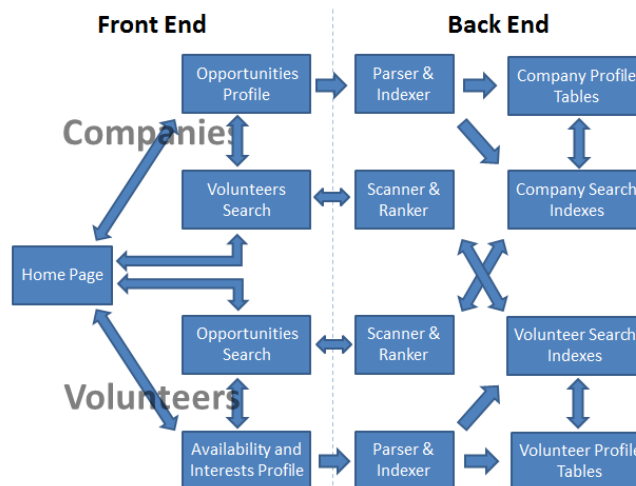 Front End
Back End
Opportunities
Profile
Parser &
Indexer
Company Profile
Tables
Companies
Volunteers
Search
Scanner &
Ranker
Company Search
Indexes
Home Page
Opportunities
Search
Scanner &
Ranker
Volunteer Search
Indexes
Volunteers
Availability and
Interests Profile
Parser &
Indexer
Volunteer Profile
Tables